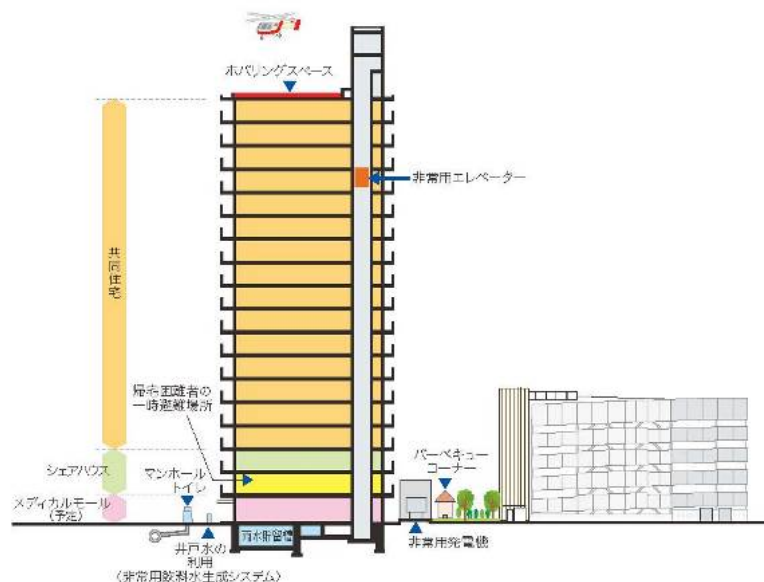 ホバリングスペース
非常用エレベーター
共同住宅
帰宅困難者の
一時避難場所
シェアハウス
マンホール
トイレ
バーベキュー
コーナー
メディカルモール
(予定)
雨水貯留槽
非常用発電機
井戸水の
利用
(非常用飲料水生成システム)